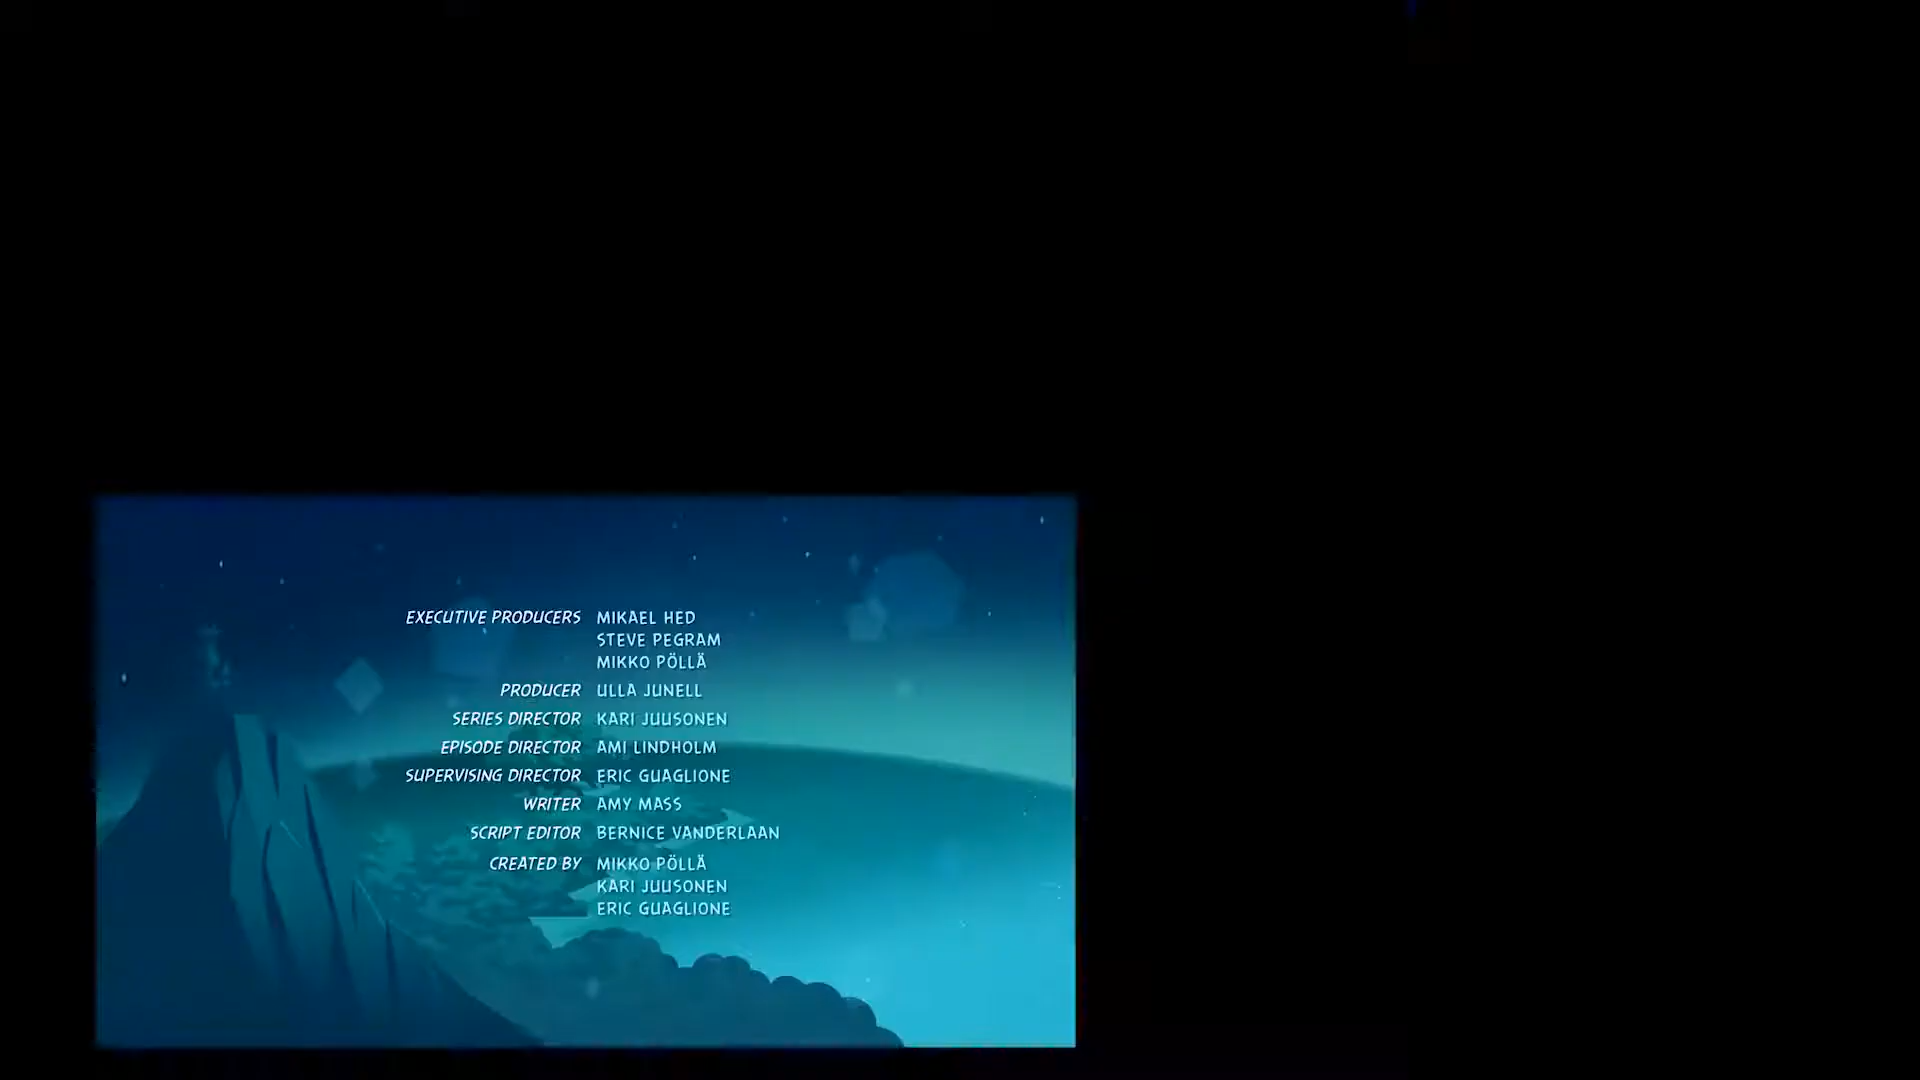 EXECUTIVE PRODUCERS MIKAEL HED
STEVE PEGRAM
MIKKO PÖLLÄ
PRODUCER ULLA JUNELL
SERIES DIRECTOR KARI JUUSONEN
EPISODE DIRECTOR AMI LINDHOLM
SUPERVISING DIRECTOR ERIC GUAGLIONE
WRITER AMY MASS
SCRIPT EDITOR BERNICE VANDERLAAN
CREATED BY MIKKO PÖLLÄ
KARI JUUSONEN
ERIC GUAGLIONE